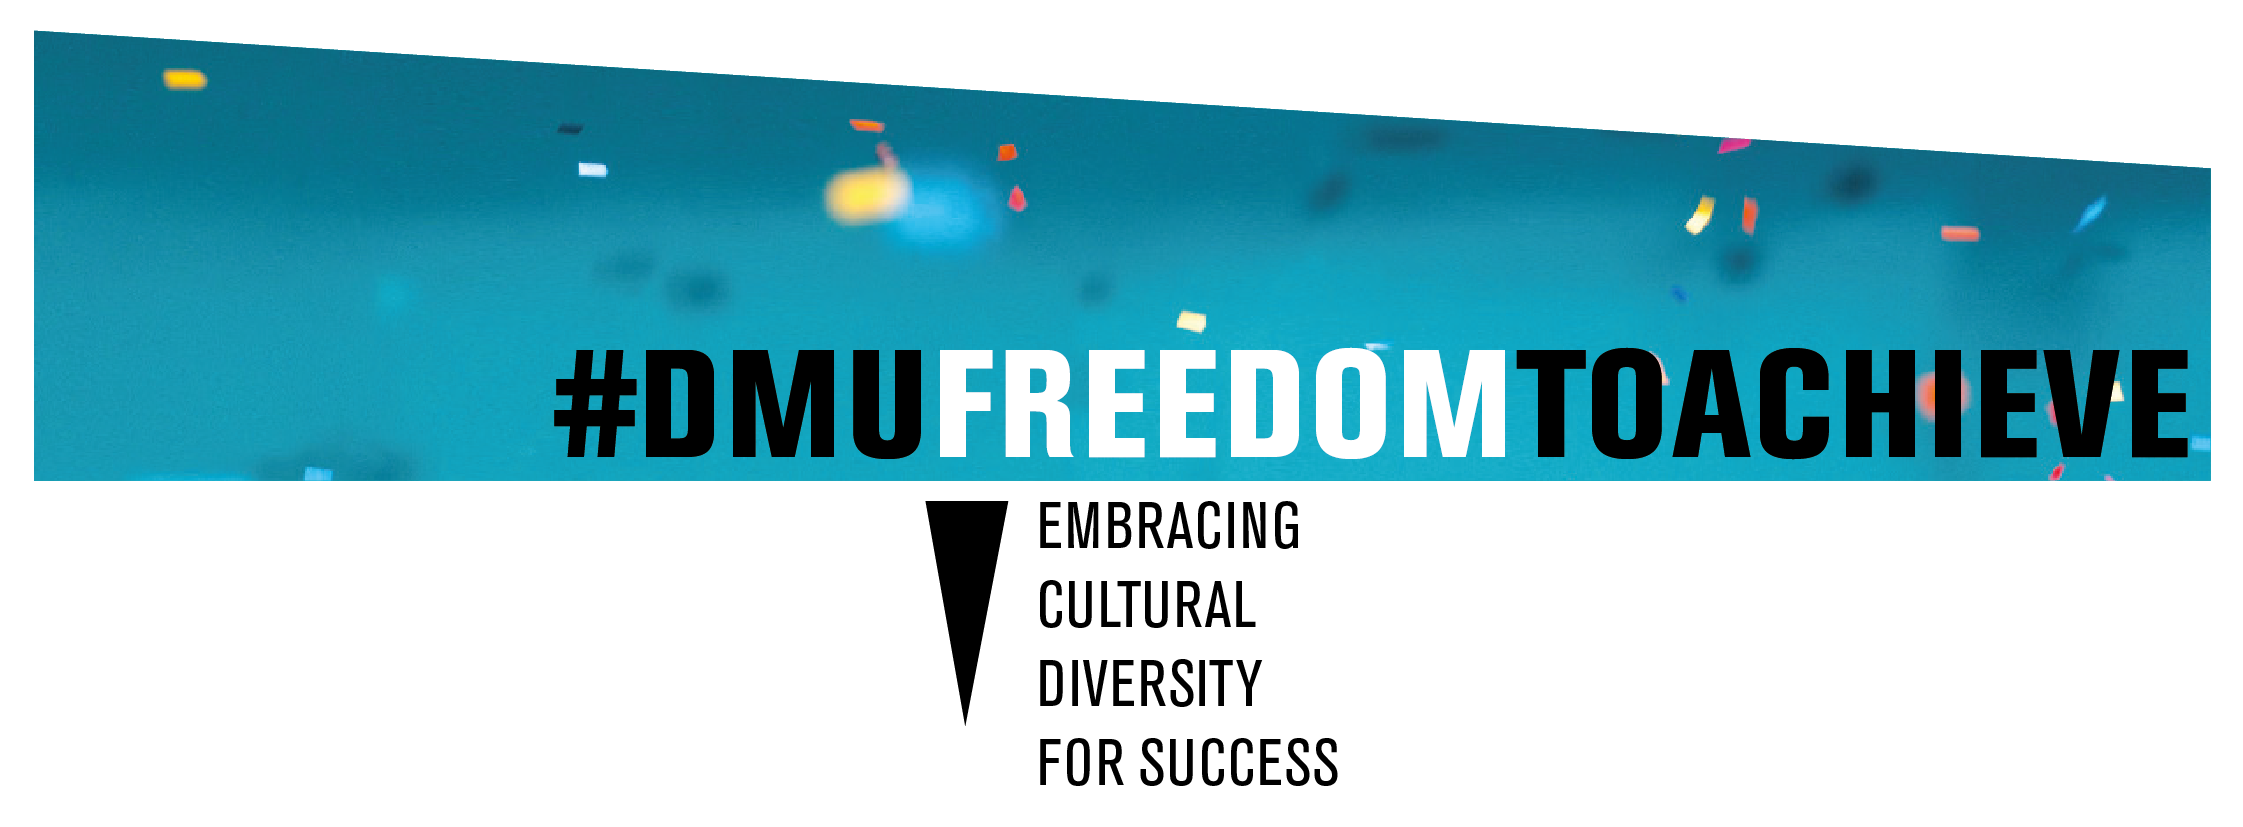 #DMUFREEDOMTOACHIEVE
EMBRACING
CULTURAL
DIVERSITY
FOR SUCCESS